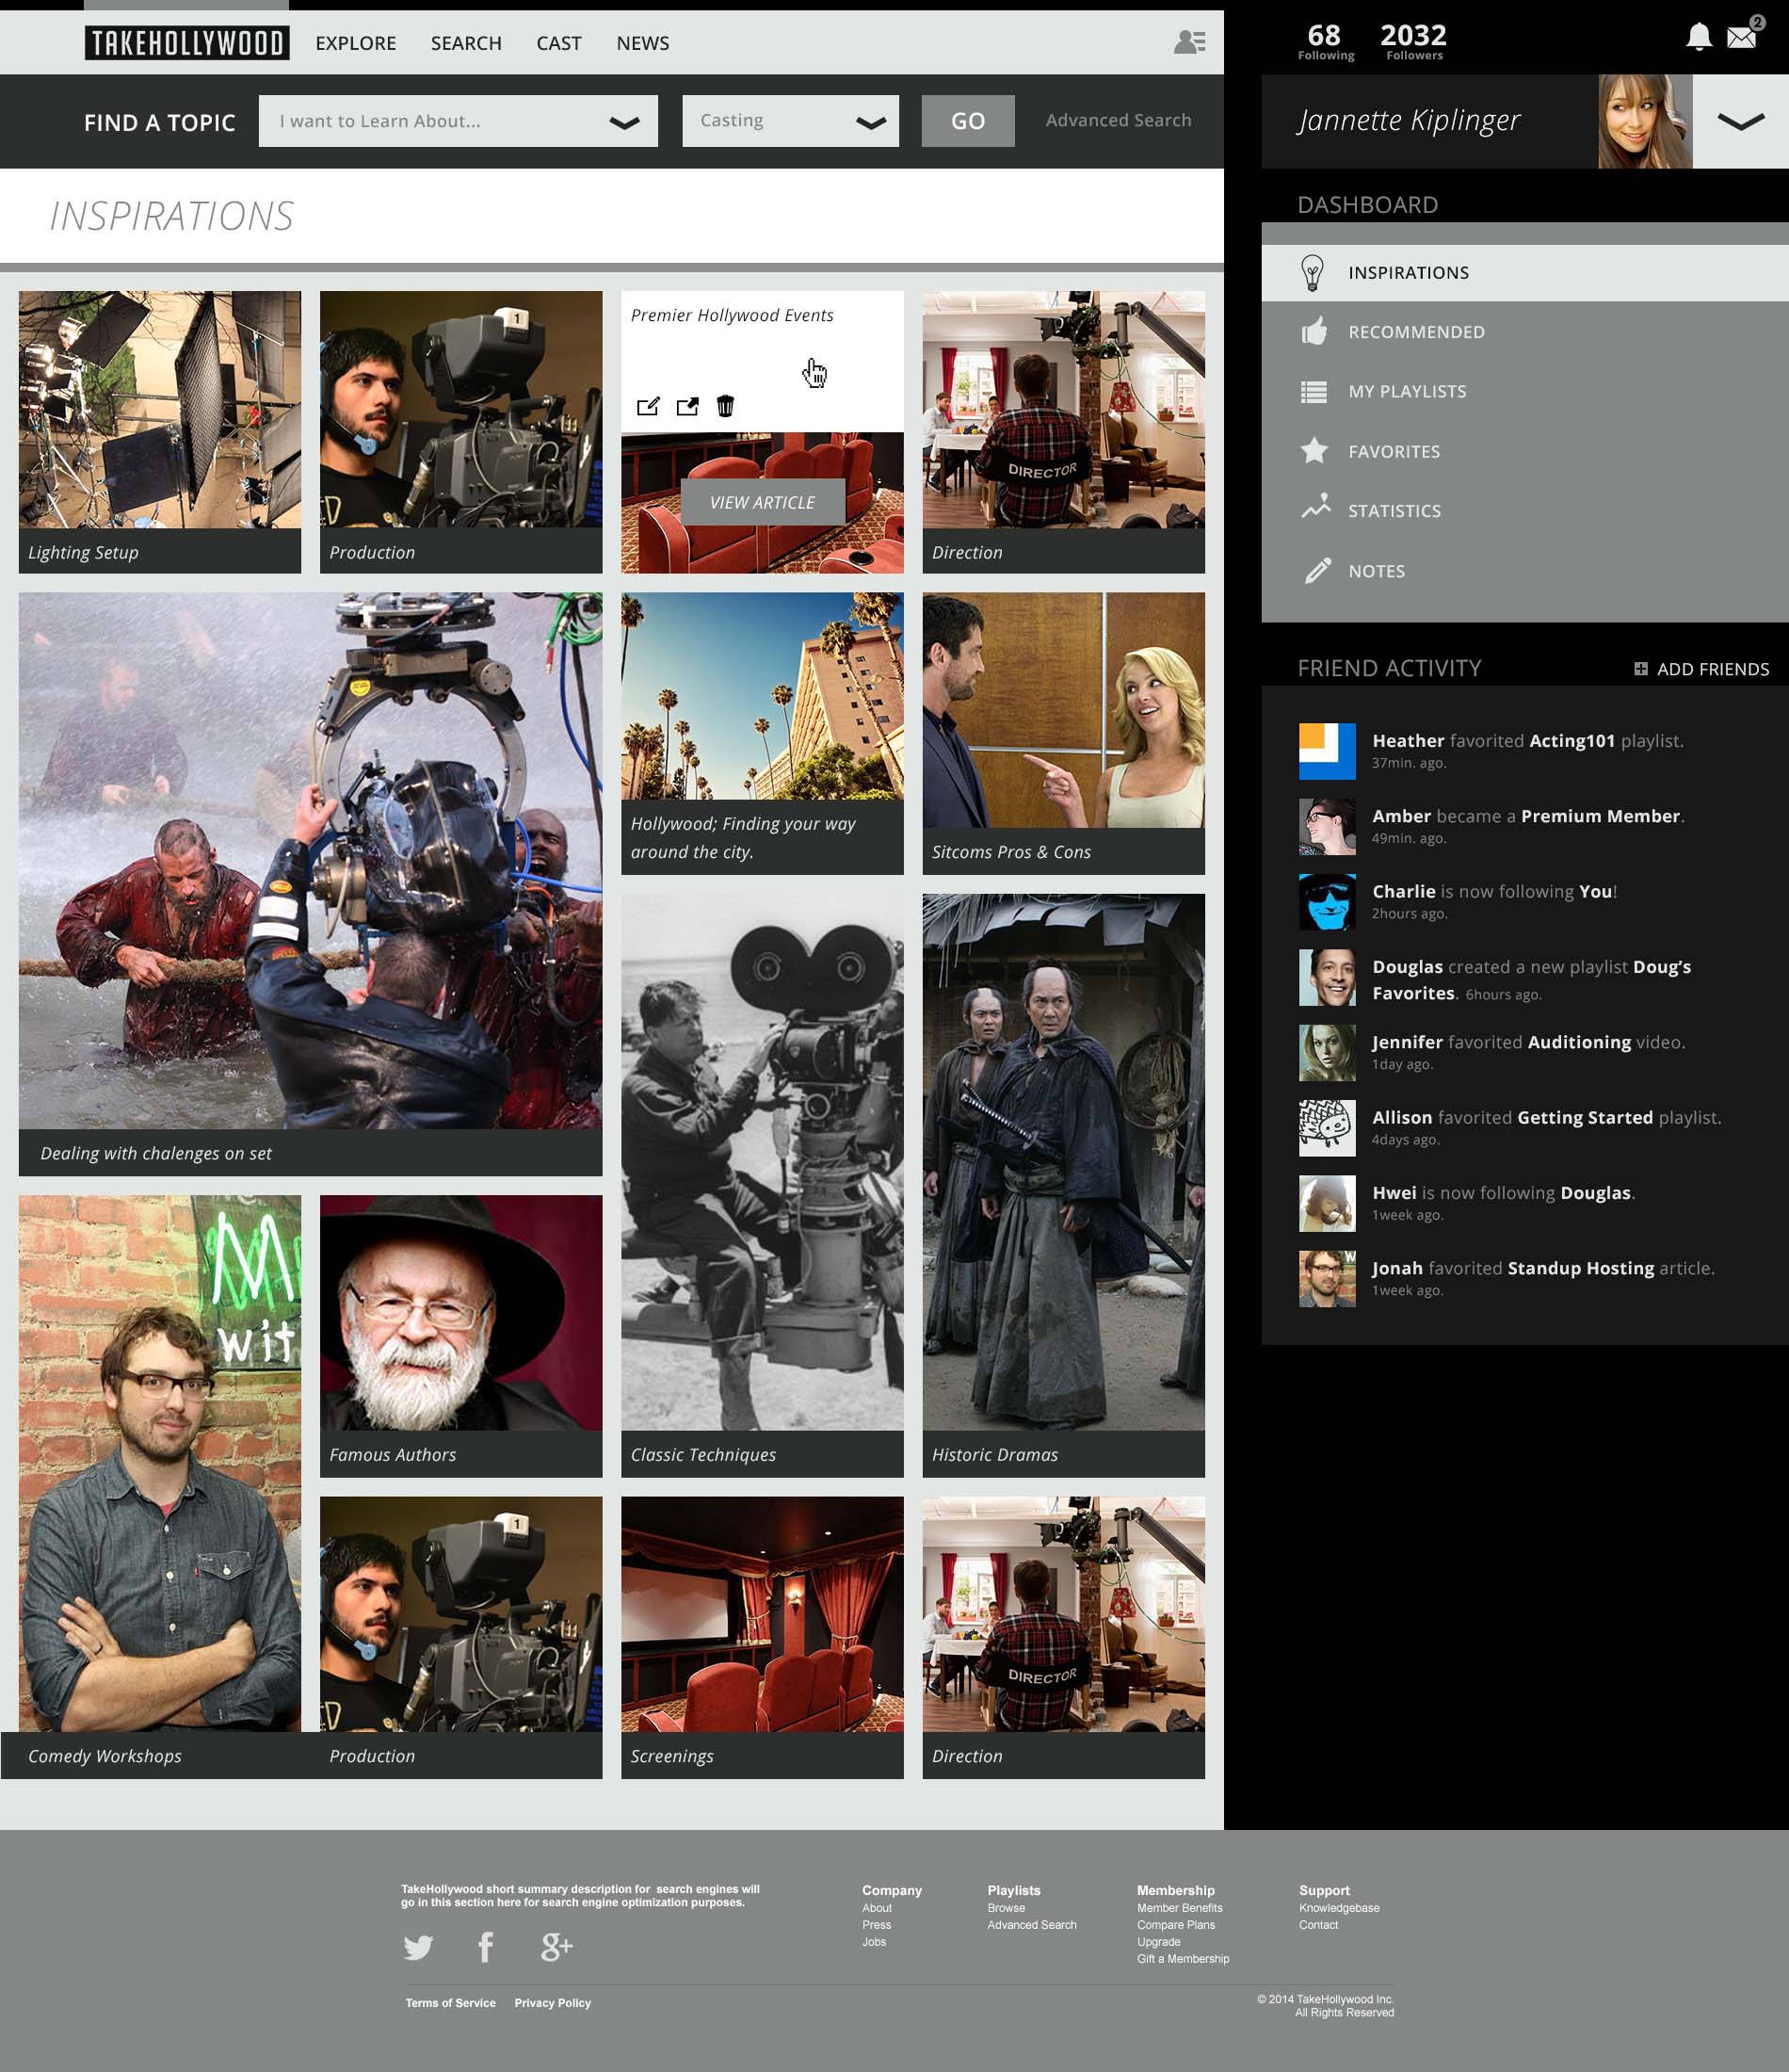 TAKEHOLLYWOOD
EXPLORE
SEARCH
CAST
NEWS
68
Following
2032
Followers
2
FIND A TOPIC
I want to Learn About...
Casting
GO
Advanced Search
Jannette Kiplinger
INSPIRATIONS
Lighting Setup
1
Production
Premier Hollywood Events
VIEW ARTICLE
DIRECTOR
Direction
Dealing with chalenges on set
Hollywood; Finding your way
around the city.
Sitcoms Pros & Cons
M
wit
Comedy Workshops
Famous Authors
Classic Techniques
Historic Dramas
1
Production
Screenings
DIRECTOR
Direction
DASHBOARD
INSPIRATIONS
RECOMMENDED
MY PLAYLISTS
FAVORITES
STATISTICS
NOTES
FRIEND ACTIVITY
ADD FRIENDS
Heather favorited Acting101 playlist.
37min. ago.
Amber became a Premium Member.
49min. ago.
Charlie is now following You!
2hours ago.
Douglas created a new playlist Doug's
Favorites. 6hours ago.
Jennifer favorited Auditioning video.
1day ago.
Allison favorited Getting Started playlist.
4days ago.
Hwei is now following Douglas.
1week ago.
Jonah favorited Standup Hosting article.
1week ago.
TakeHollywood short summary description for search engines will
go in this section here for search engine optimization purposes.
Company
About
Press
Jobs
Playlists
Browse
Advanced Search
Membership
Member Benefits
Compare Plans
Upgrade
Gift a Membership
Support
Knowledgebase
Contact
Terms of Service
Privacy Policy
© 2014 TakeHollywood Inc.
All Rights Reserved